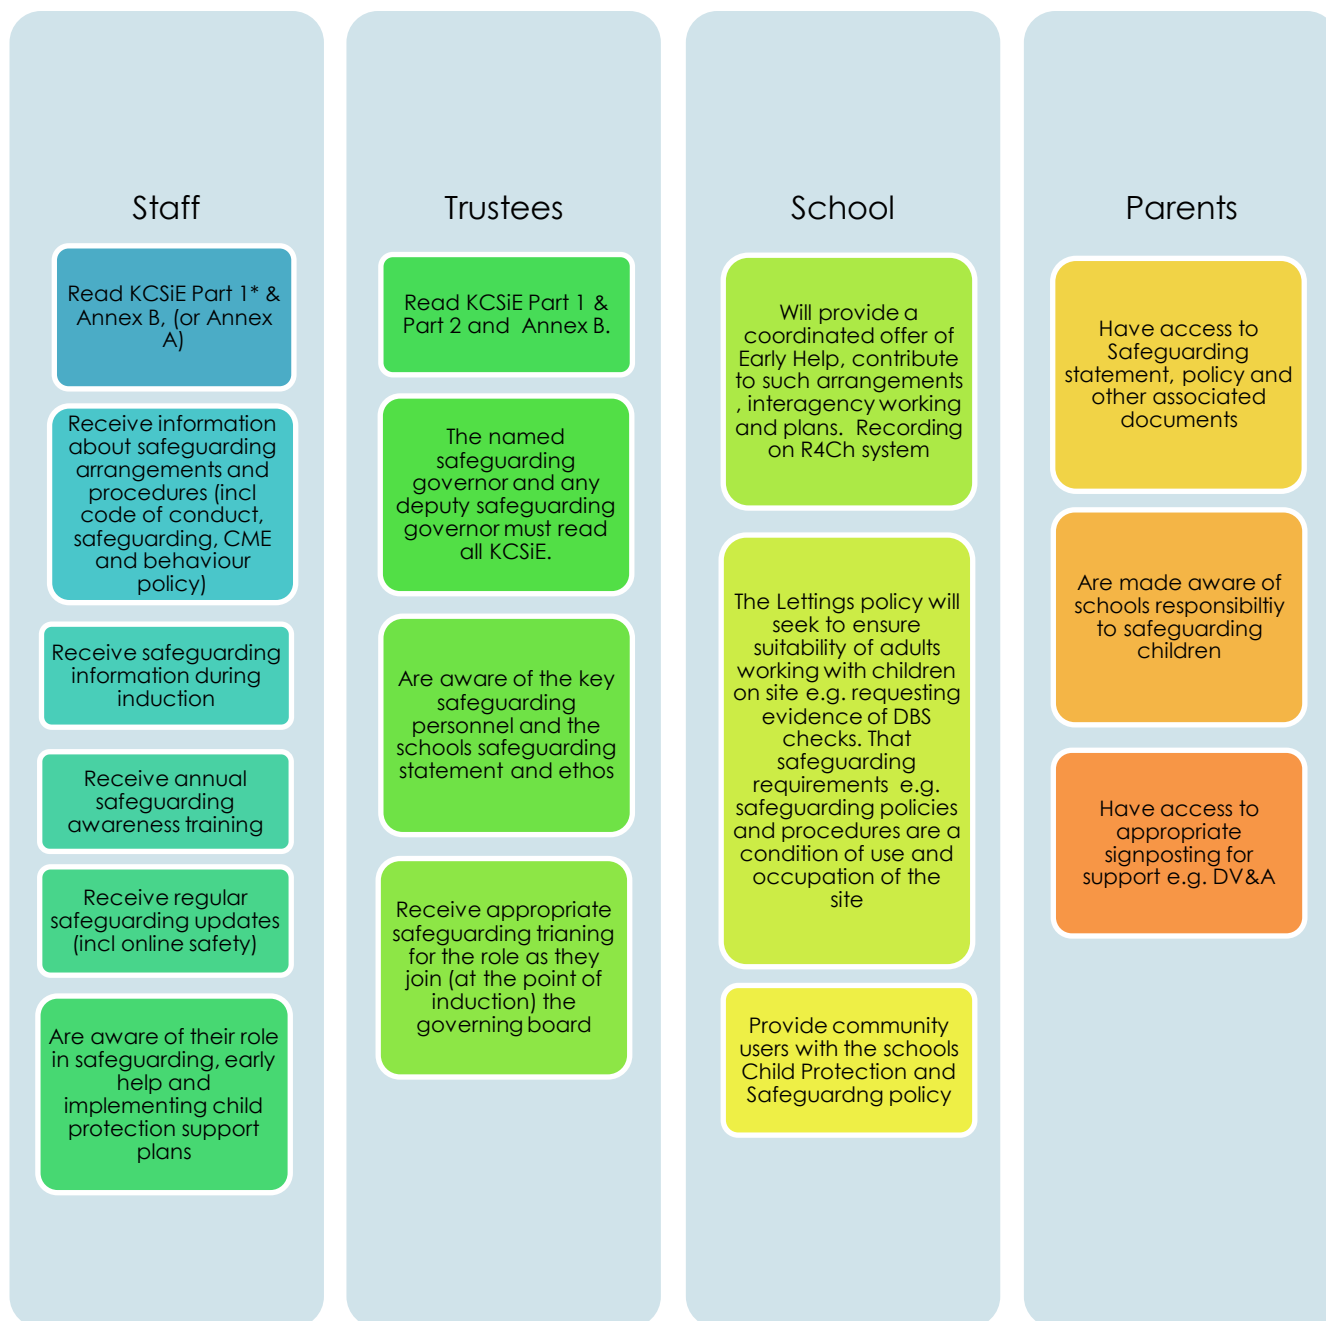 Staff
Read KCSiE Part 1* &
Annex B, (or Annex
A)
Receive information
about safeguarding
arrangements and
procedures (incl
code of conduct,
safeguarding, CME
and behaviour
policy)
Receive safeguarding
information during
induction
Receive annual
safeguarding
awareness training
Receive regular
safeguarding updates
(incl online safety)
Are aware of their role
in safeguarding, early
help and
implementing child
protection support
plans
Trustees
Read KCSiE Part 1 &
Part 2 and Annex B.
The named
safeguarding
governor and any
deputy safeguarding
governor must read
all KCSiE.
Are aware of the key
safeguarding
personnel and the
schools safeguarding
statement and ethos
Receive appropriate
safeguarding trianing
for the role as they
join (at the point of
induction) the
governing board
School
Will provide a
coordinated offer of
Early Help, contribute
to such arrangements
, interagency working
and plans. Recording
on R4Ch system
The Lettings policy will
seek to ensure
suitability of adults
working with children
on site e.g. requesting
evidence of DBS
checks. That
safeguarding
requirements e.g.
safeguarding policies
and procedures are a
condition of use and
occupation of the
site
Provide community
users with the schools
Child Protection and
Safeguardng policy
Parents
Have access to
Safeguarding
statement, policy and
other associated
documents
Are made aware of
schools responsibiltiy
to safeguarding
children
Have access to
appropriate
signposting for
support e.g. DV&A